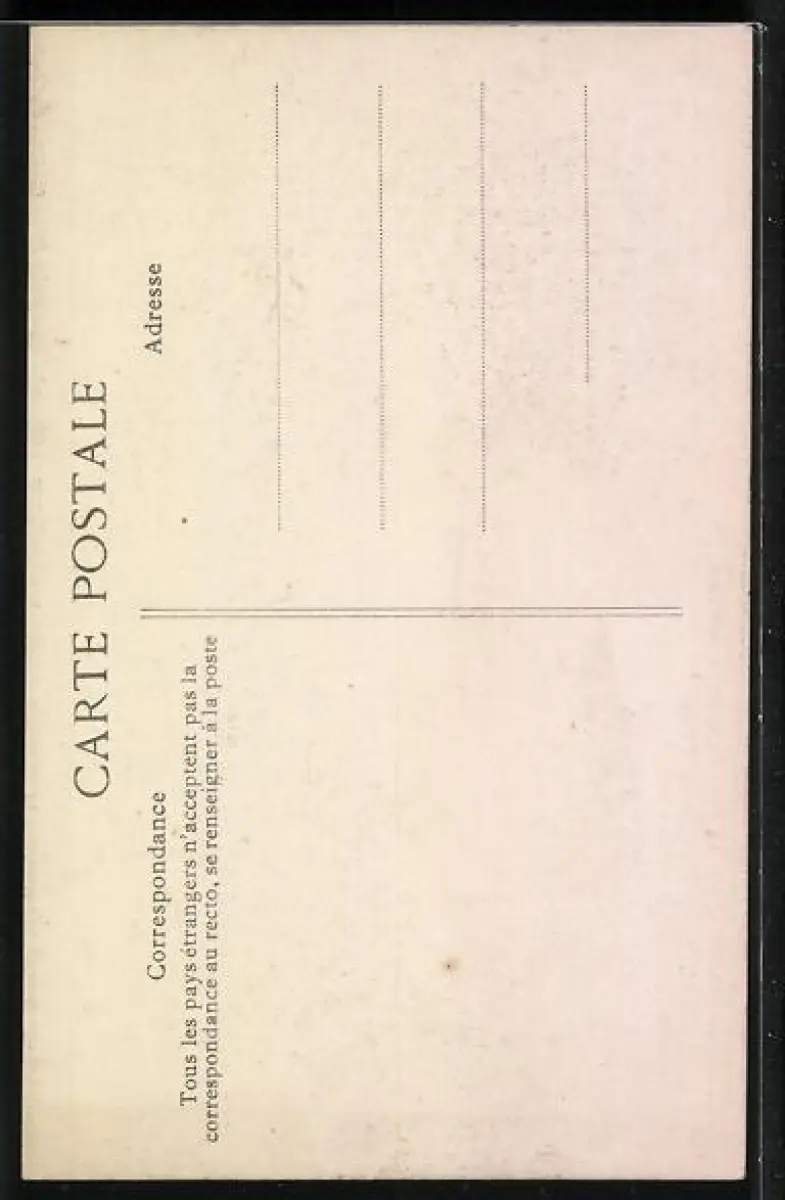 CARTE POSTALE
Correspondance
Tous les pays étrangers n'acceptent pas la
correspondance au recto, se renseigner à la poste
Adresse